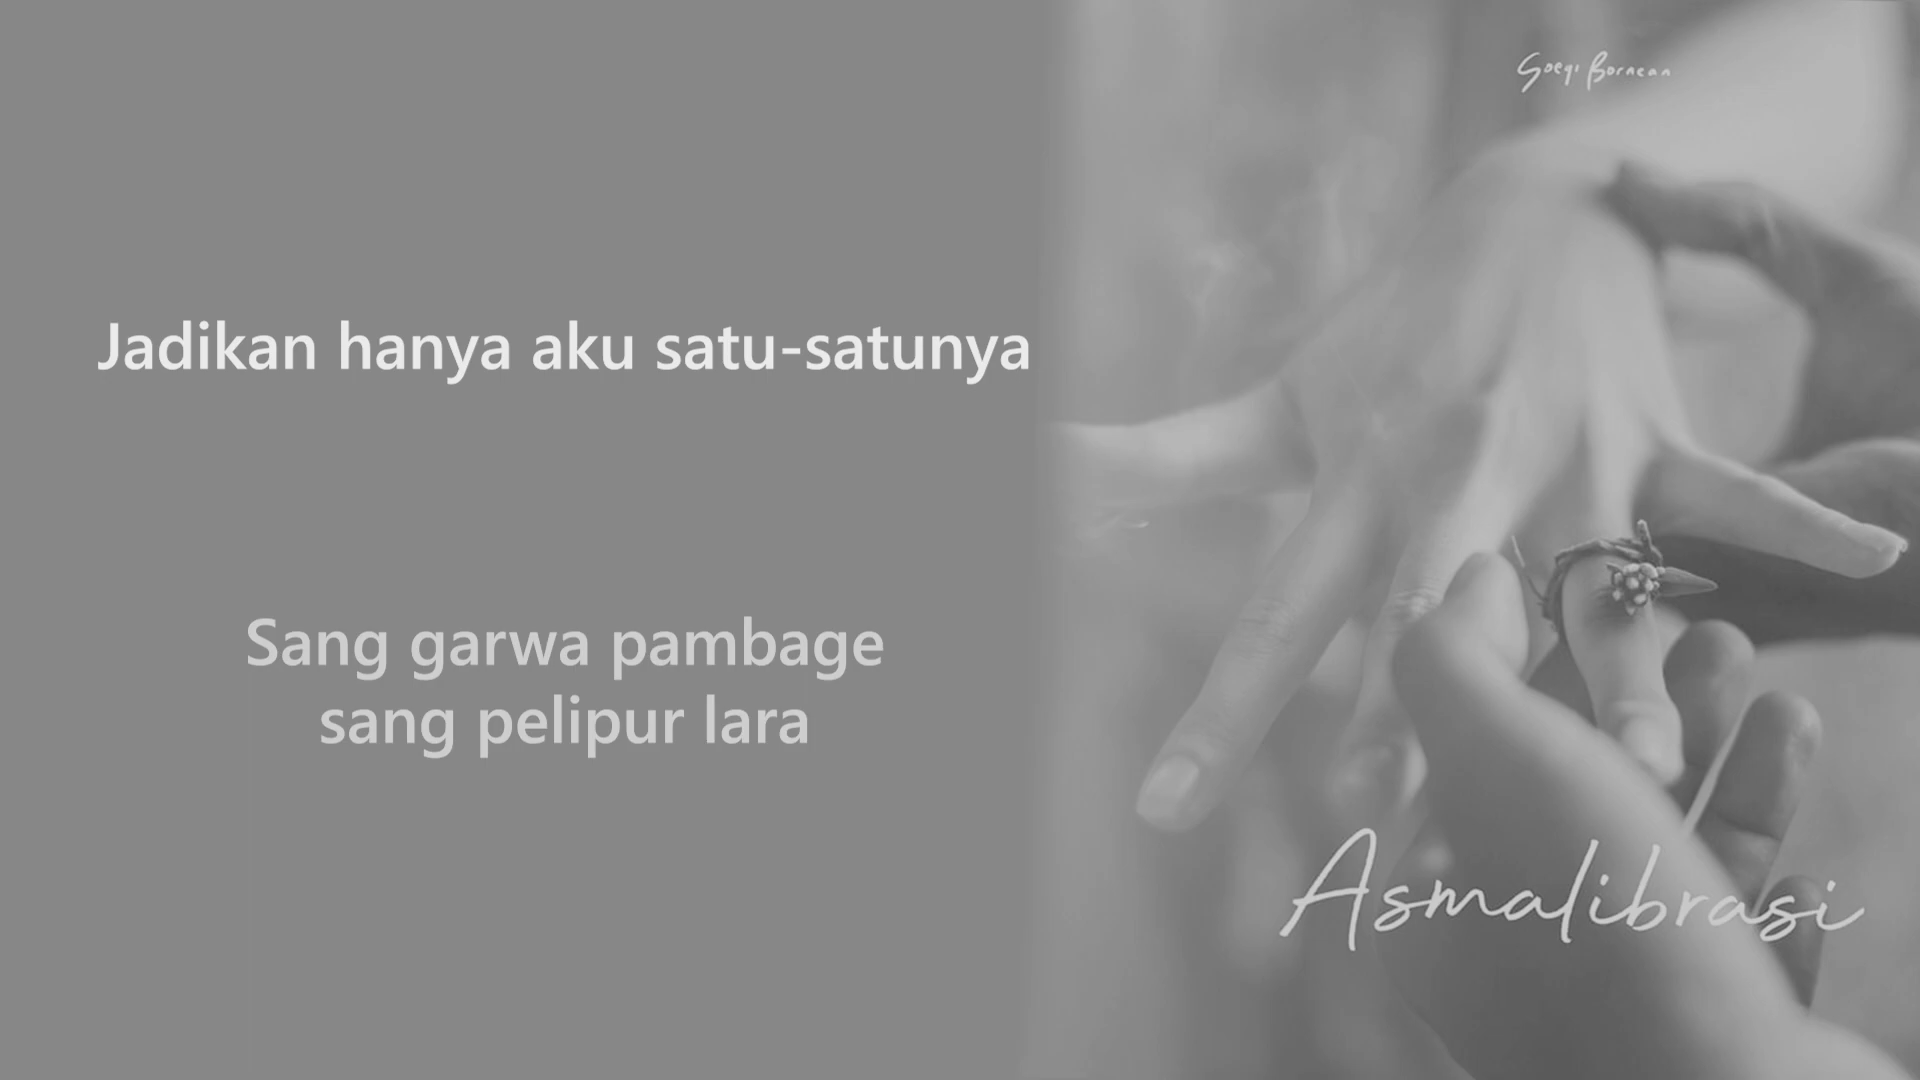 Soegi Bornean
Jadikan hanya aku satu-satunya
Sang garwa pambage
sang pelipur lara
Asmalibrasi